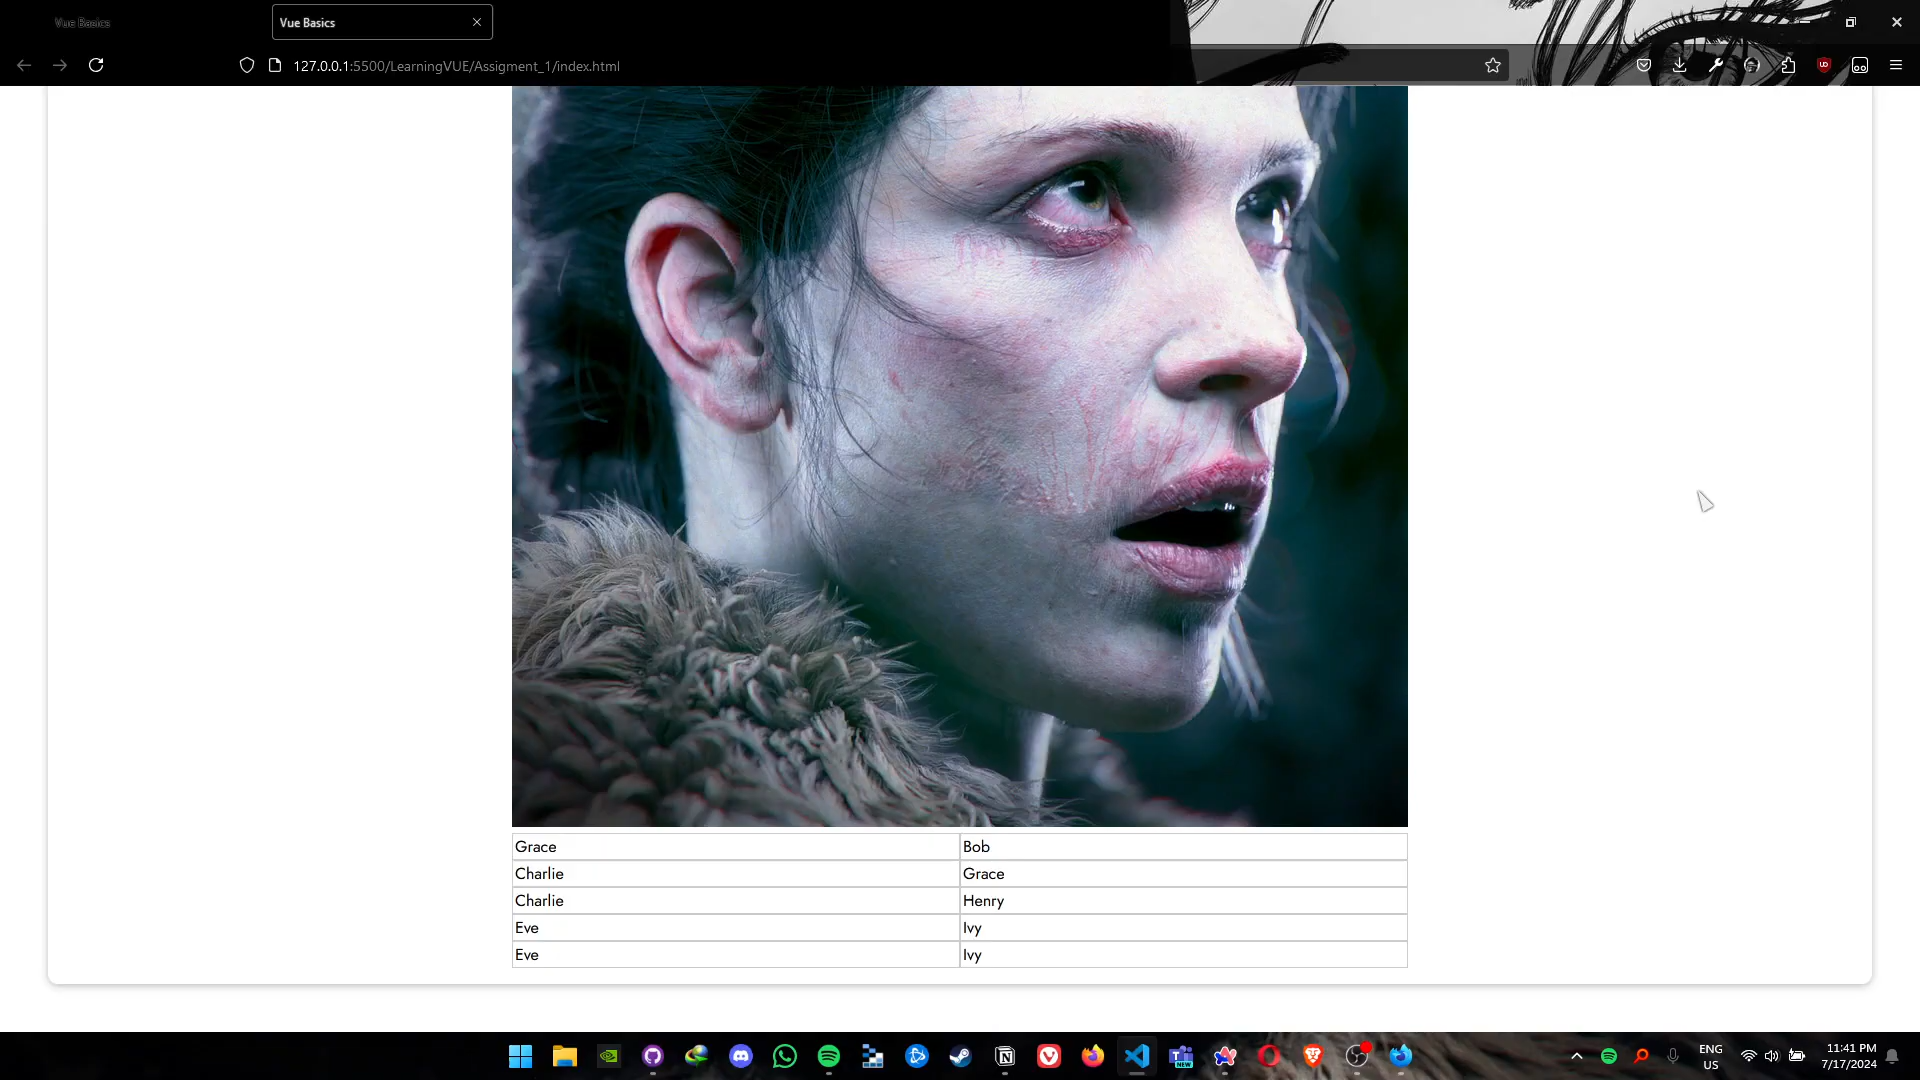 Vue Basics
Vue Basics
127.0.0.1:5500/LearningVUE/Assigment_1/index.html
Grace Bob
Charlie Grace
Charlie Henry
Eve Ivy
Eve Ivy
NEW
ENG
US
11:41 PM
7/17/2024